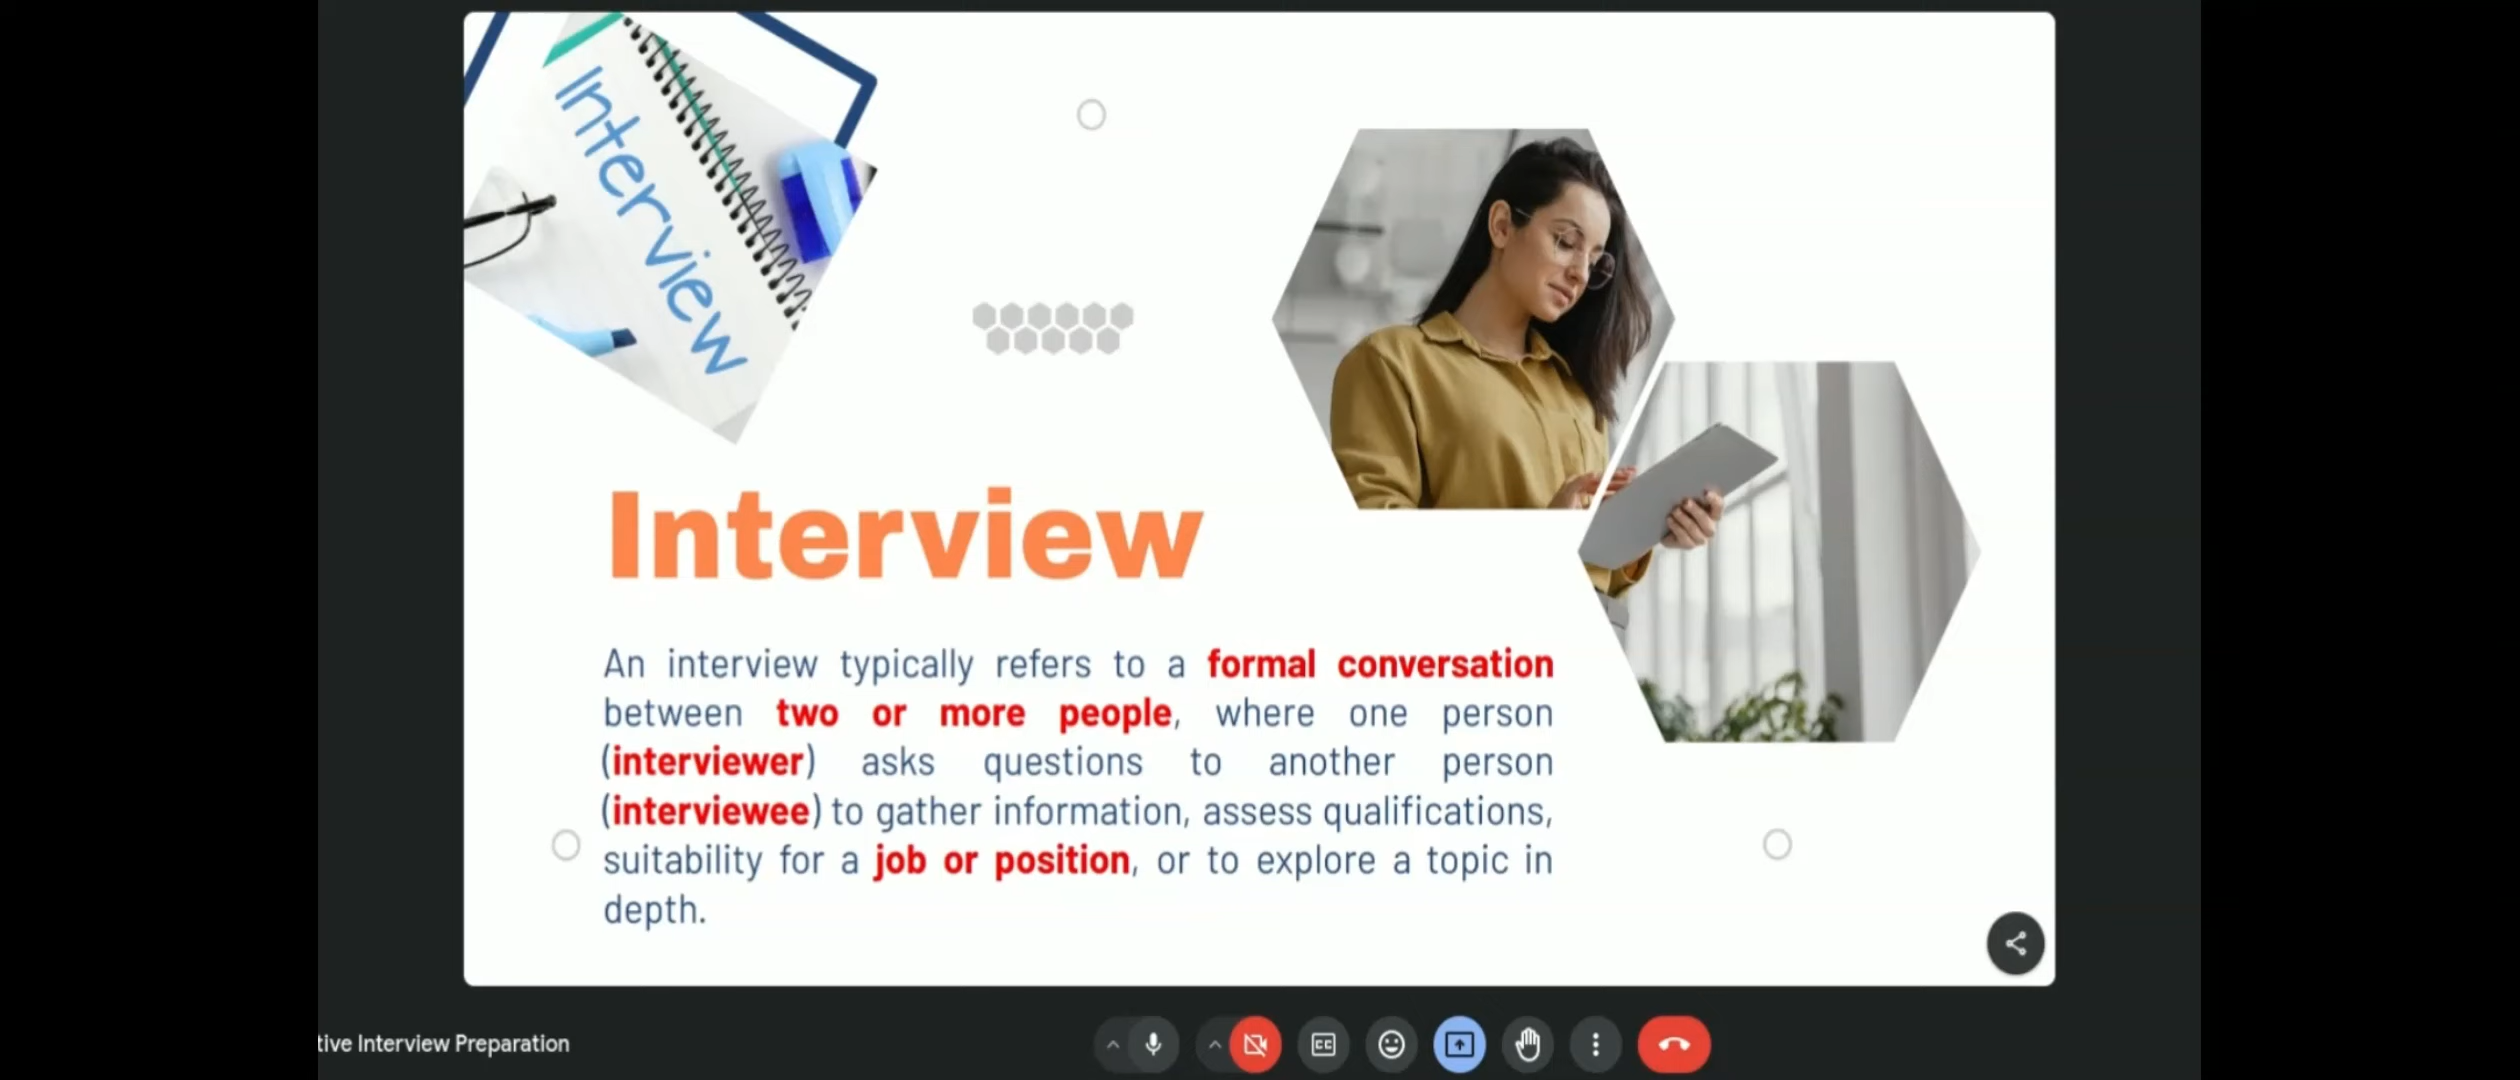 Interview
Interview
An interview typically refers to a formal conversation
between two or more people, where one person
(interviewer) asks questions to another person
(interviewee) to gather information, assess qualifications,
suitability for a job or position, or to explore a topic in
depth.
tive Interview Preparation
CC